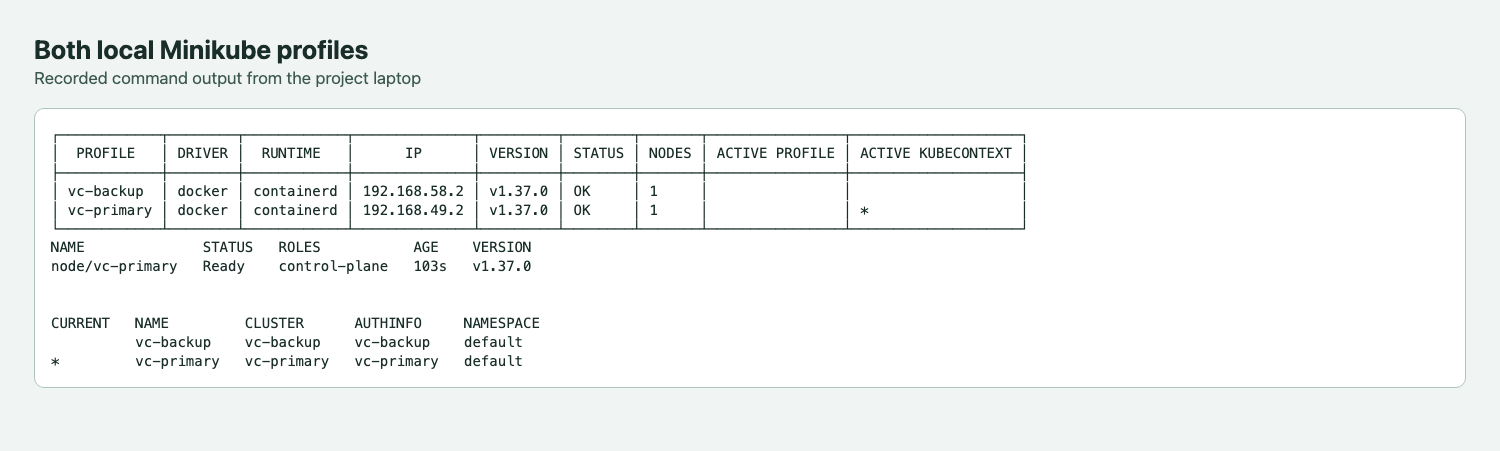 Both local Minikube profiles
Recorded command output from the project laptop
PROFILE DRIVER RUNTIME IP VERSION STATUS NODES ACTIVE PROFILE ACTIVE KUBECONTEXT
vc-backup docker containerd 192.168.58.2 v1.37.0 OK 1
vc-primary docker containerd 192.168.49.2 v1.37.0 OK 1 *
NAME STATUS ROLES AGE VERSION
node/vc-primary Ready control-plane 103s v1.37.0
CURRENT NAME CLUSTER AUTHINFO NAMESPACE
vc-backup vc-backup vc-backup default
* vc-primary vc-primary vc-primary default